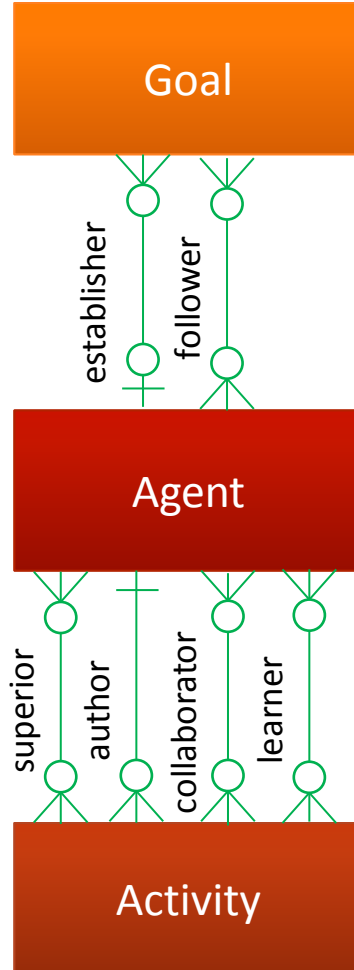 Goal
establisher
follower
Agent
superior
author
collaborator
learner
Activity